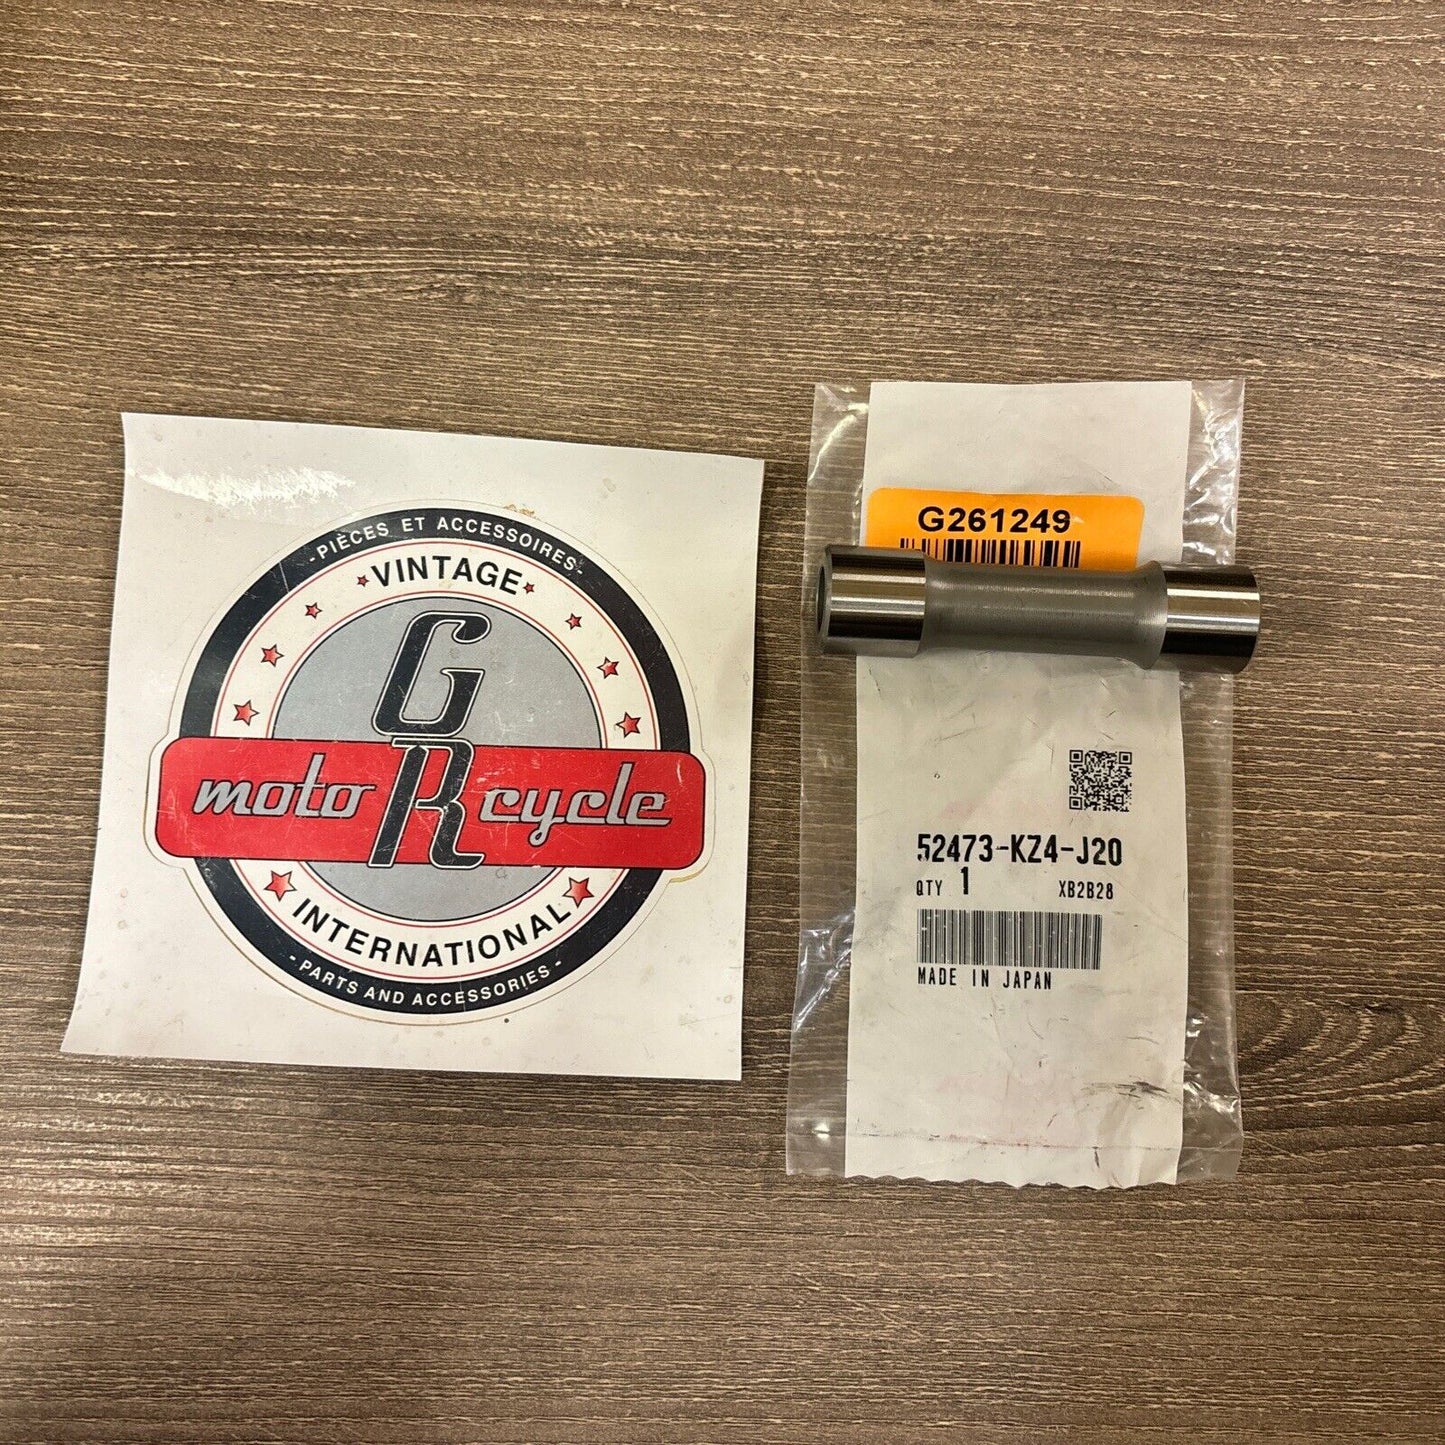 -PIÈCES ET ACCESSOIRES-
VINTAGE
GR
moto cycle
INTERNATIONAL
- PARTS AND ACCESSORIES -
G261249
52473-KZ4-J20
QTY 1 XB2B28
MADE IN JAPAN